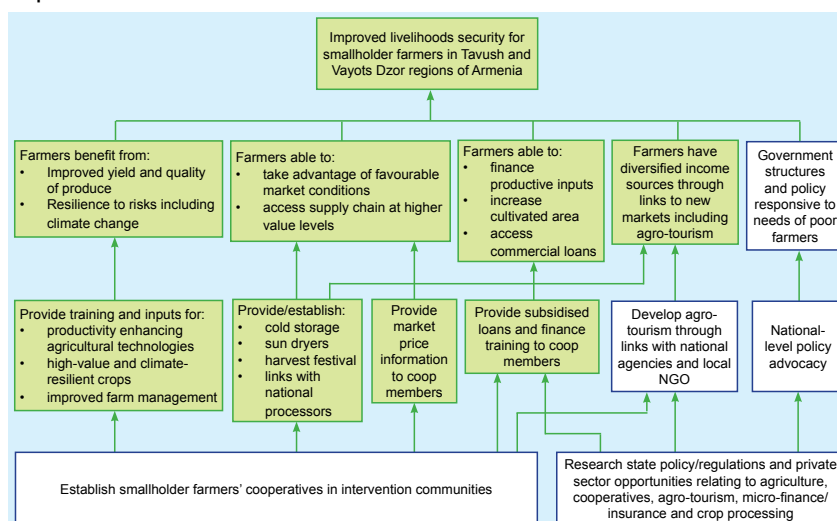 Improved livelihoods security for
smallholder farmers in Tavush and
Vayots Dzor regions of Armenia
Farmers benefit from:
• Improved yield and quality
of produce
• Resilience to risks including
climate change
Farmers able to:
• take advantage of favourable
market conditions
• access supply chain at higher
value levels
Farmers able to:
• finance
productive inputs
• increase
cultivated area
• access
commercial loans
Farmers have
diversified income
sources through
links to new
markets including
agro-tourism
Government
structures
and policy
responsive to
needs of poor
farmers
Provide training and inputs for:
• productivity enhancing
agricultural technologies
• high-value and climate-
resilient crops
• improved farm management
Provide/establish:
• cold storage
• sun dryers
• harvest festival
• links with
national
processors
Provide
market
price
information
to coop
members
Provide subsidised
loans and finance
training to coop
members
Develop agro-
tourism through
links with national
agencies and local
NGO
National-
level policy
advocacy
Establish smallholder farmers' cooperatives in intervention communities
Research state policy/regulations and private
sector opportunities relating to agriculture,
cooperatives, agro-tourism, micro-finance/
insurance and crop processing